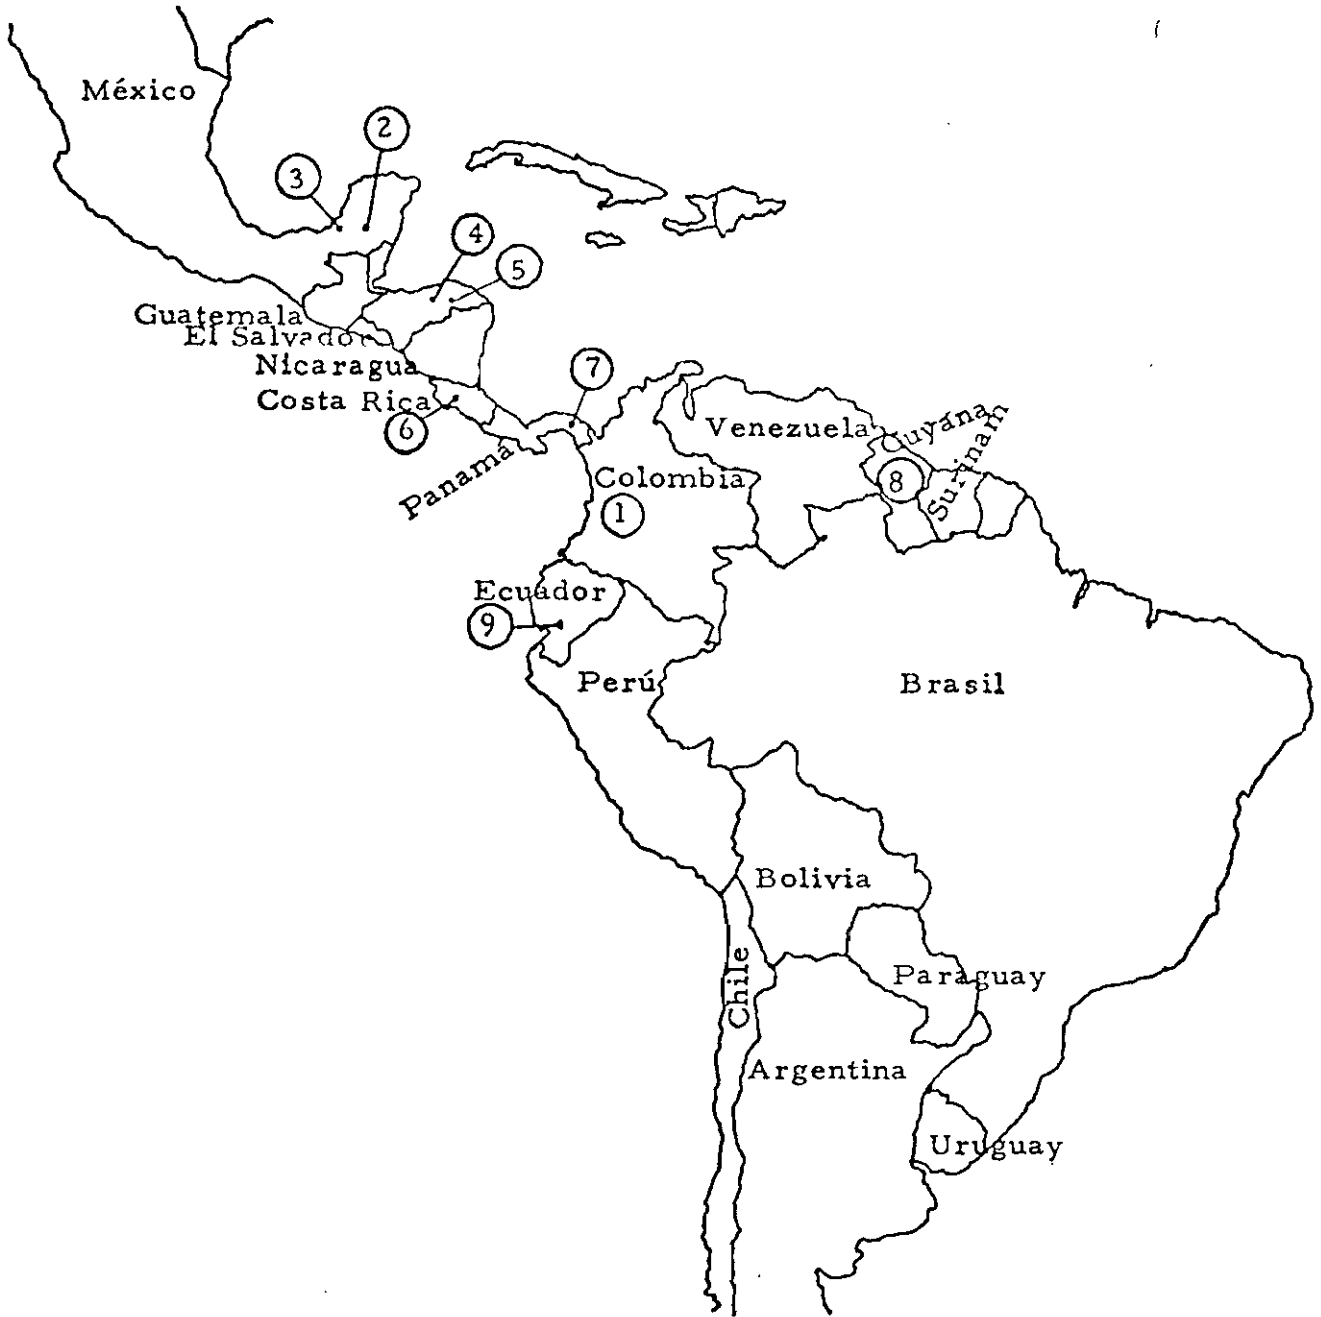 México
2
3
4
5
Guatemala
El Salvador
Nicaragua
7
Costa Rica
6
Venezuela
Guyana
Surinam
Panamá
Colombia
8
1
Ecuador
9
Perú
Brasil
Bolivia
Paraguay
Chile
Argentina
Uruguay